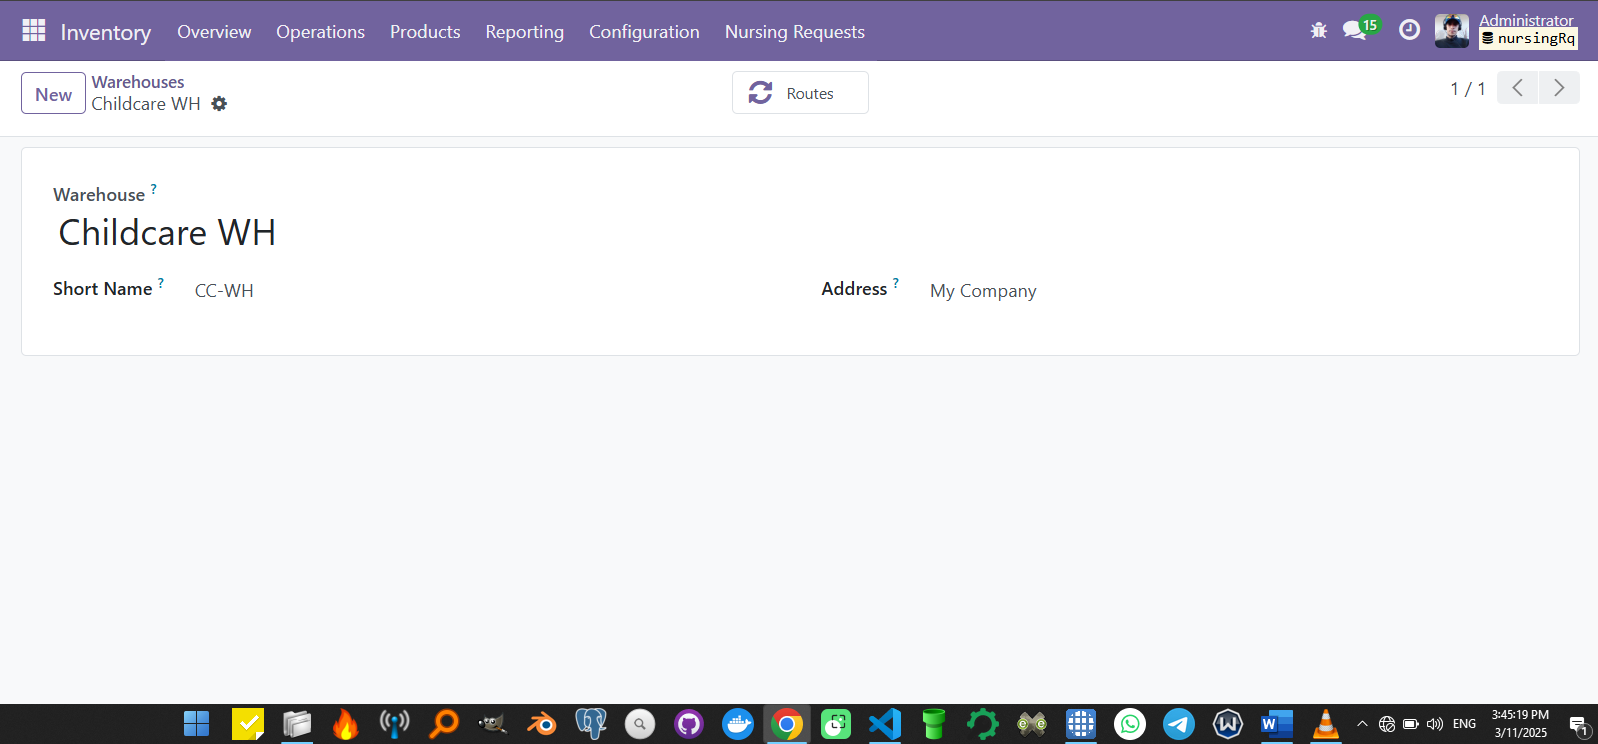 Inventory Overview Operations Products Reporting Configuration Nursing Requests 15 Administrator
nursingRq
New Warehouses
Childcare WH
Routes
1 / 1
Warehouse ?
Childcare WH
Short Name ? CC-WH Address ? My Company
ENG 3:45:19 PM
3/11/2025
1